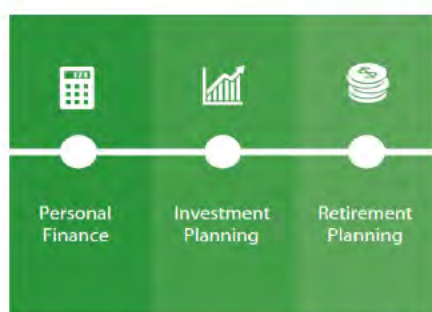 Personal
Finance
Investment
Planning
Retirement
Planning